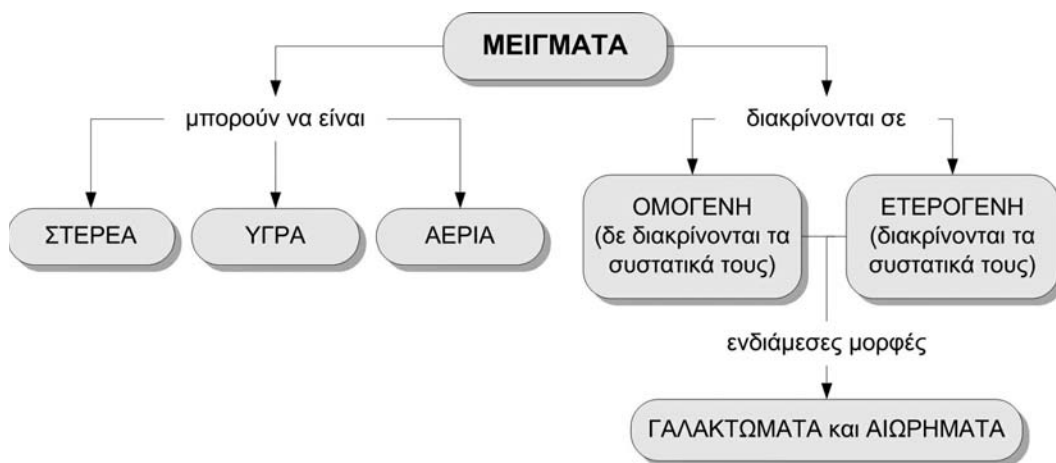 ΜΕΙΓΜΑΤΑ
μπορούν να είναι
διακρίνονται σε
ΣΤΕΡΕΑ
ΥΓΡΑ
ΑΕΡΙΑ
ΟΜΟΓΕΝΗ
(δε διακρίνονται τα
συστατικά τους)
ΕΤΕΡΟΓΕΝΗ
(διακρίνονται τα
συστατικά τους)
ενδιάμεσες μορφές
ΓΑΛΑΚΤΩΜΑΤΑ και ΑΙΩΡΗΜΑΤΑ